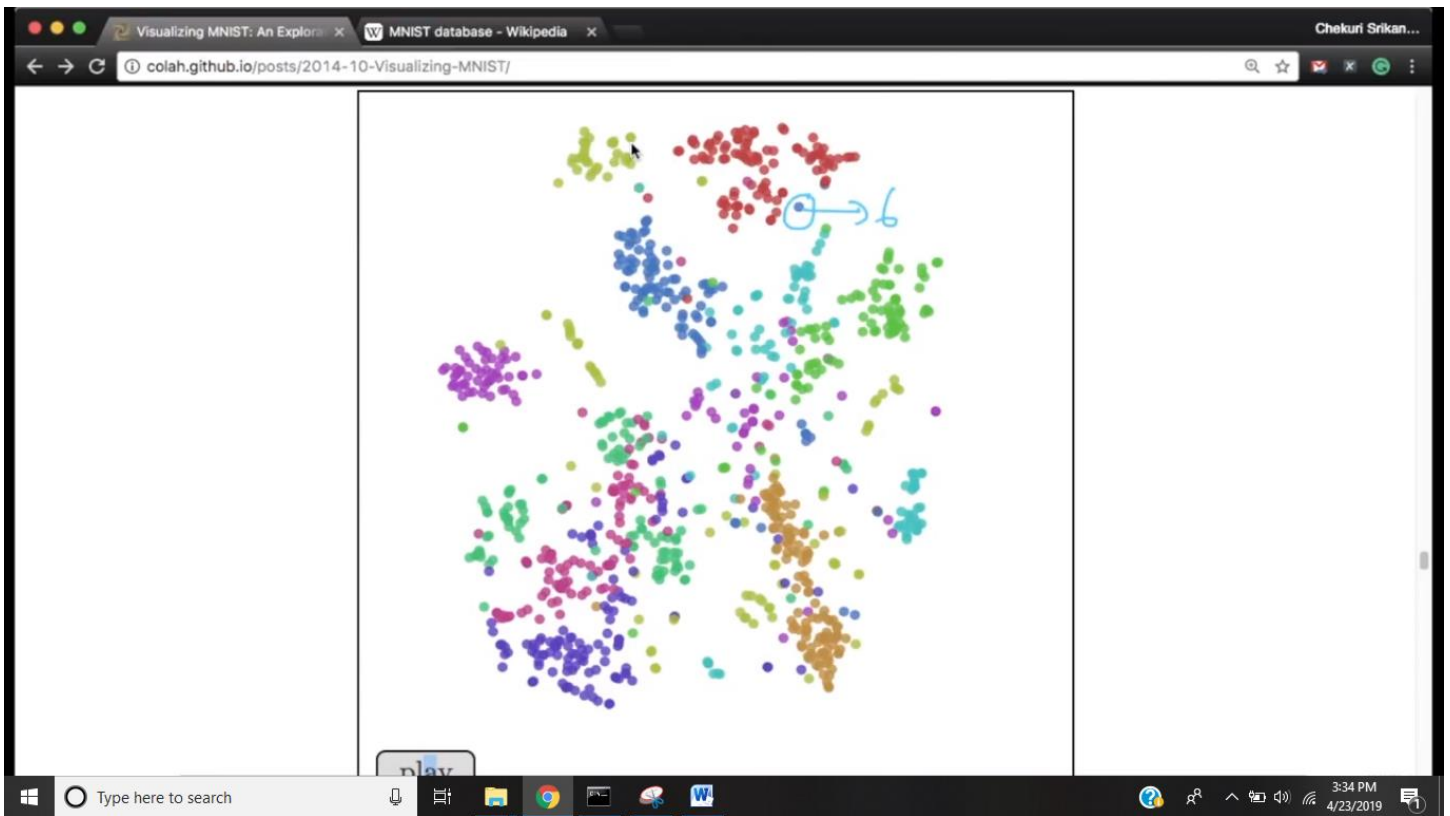 Visualizing MNIST: An Explora
MNIST database - Wikipedia
Chekuri Srikan...
colah.github.io/posts/2014-10-Visualizing-MNIST/
6
play
Type here to search
3:34 PM
4/23/2019